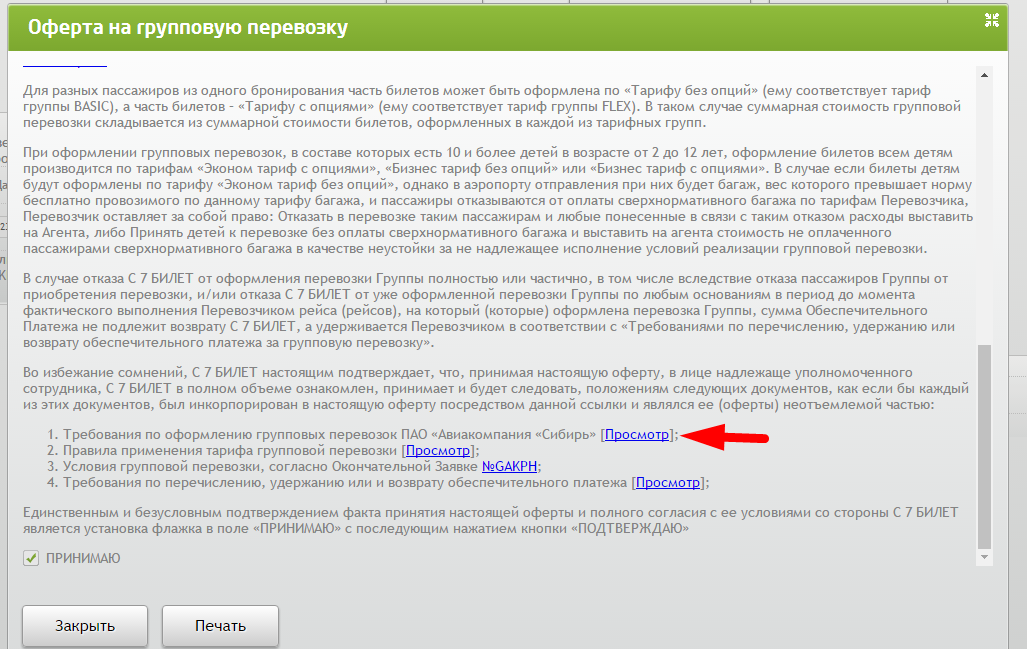 Оферта на групповую перевозку
Для разных пассажиров из одного бронирования часть билетов может быть оформлена по «Тарифу без опций» (ему соответствует тариф
группы BASIC), а часть билетов – «Тарифу с опциями» (ему соответствует тариф группы FLEX). В таком случае суммарная стоимость групповой
перевозки складывается из суммарной стоимости билетов, оформленных в каждой из тарифных групп.
При оформлении групповых перевозок, в составе которых есть 10 и более детей в возрасте от 2 до 12 лет, оформление билетов всем детям
производится по тарифам «Эконом тариф с опциями», «Бизнес тариф без опций» или «Бизнес тариф с опциями». В случае если билеты детям
будут оформлены по тарифу «Эконом тариф без опций», однако в аэропорту отправления при них будет багаж, вес которого превышает норму
бесплатно провозимого по данному тарифу багажа, и пассажиры отказываются от оплаты сверхнормативного багажа по тарифам Перевозчика,
Перевозчик оставляет за собой право: Отказать в перевозке таким пассажирам и любые понесенные в связи с таким отказом расходы выставить
на Агента, либо Принять детей к перевозке без оплаты сверхнормативного багажа и выставить на агента стоимость не оплаченного
пассажирами сверхнормативного багажа в качестве неустойки за не надлежащее исполнение условий реализации групповой перевозки.
В случае отказа С 7 БИЛЕТ от оформления перевозки Группы полностью или частично, в том числе вследствие отказа пассажиров Группы от
приобретения перевозки, и/или отказа С 7 БИЛЕТ от уже оформленной перевозки Группы по любым основаниям в период до момента
фактического выполнения Перевозчиком рейса (рейсов), на который (которые) оформлена перевозка Группы, сумма Обеспечительного
Платежа не подлежит возврату С 7 БИЛЕТ, а удерживается Перевозчиком в соответствии с «Требованиями по перечислению, удержанию или
возврату обеспечительного платежа за групповую перевозку».
Во избежание сомнений, С 7 БИЛЕТ настоящим подтверждает, что, принимая настоящую оферту, в лице надлежаще уполномоченного
сотрудника, С 7 БИЛЕТ в полном объеме ознакомлен, принимает и будет следовать, положениям следующих документов, как если бы каждый
из этих документов, был инкорпорирован в настоящую оферту посредством данной ссылки и являлся ее (оферты) неотъемлемой частью:
1. Требования по оформлению групповых перевозок ПАО «Авиакомпания «Сибирь» [Просмотр];
2. Правила применения тарифа групповой перевозки [Просмотр];
3. Условия групповой перевозки, согласно Окончательной Заявке №GAKPH;
4. Требования по перечислению, удержанию или и возврату обеспечительного платежа [Просмотр];
Единственным и безусловным подтверждением факта принятия настоящей оферты и полного согласия с ее условиями со стороны С 7 БИЛЕТ
является установка флажка в поле «ПРИНИМАЮ» с последующим нажатием кнопки «ПОДТВЕРЖДАЮ»
ПРИНИМАЮ
Закрыть Печать